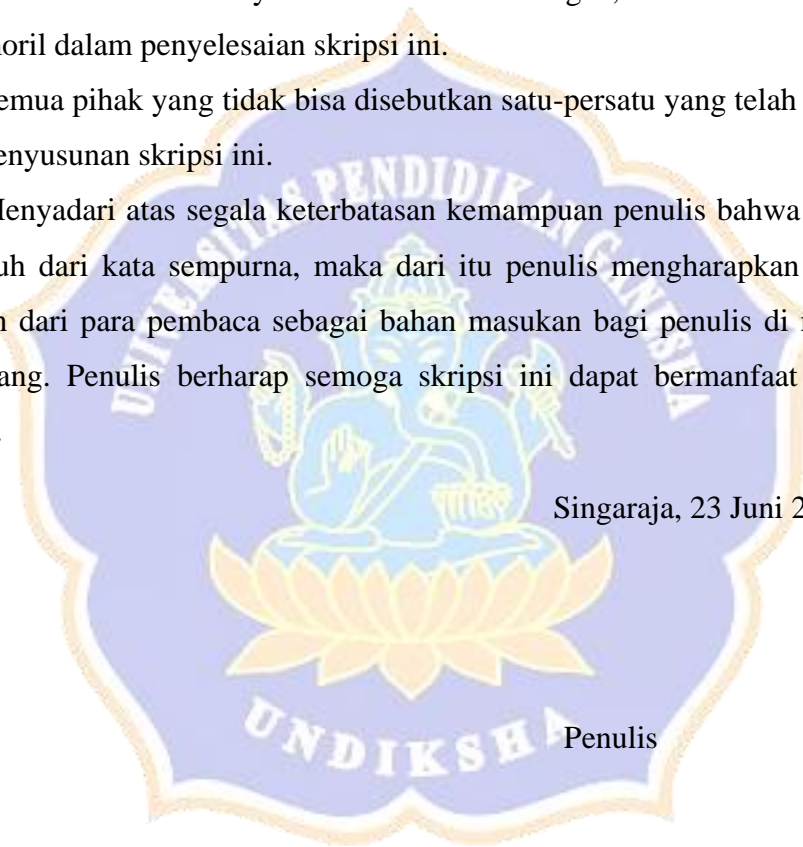 oril dalam penyelesaian skripsi ini.
emua pihak yang tidak bisa disebutkan satu-persatu yang telah
enyusunan skripsi ini.
enyadari atas segala keterbatasan kemampuan penulis bahwa
uh dari kata sempurna, maka dari itu penulis mengharapkan
dari para pembaca sebagai bahan masukan bagi penulis di
ang. Penulis berharap semoga skripsi ini dapat bermanfaat
Singaraja, 23 Juni 2
Penulis
UNIVERSITAS PENDIDIKAN GANESHA
UNDIKSHA